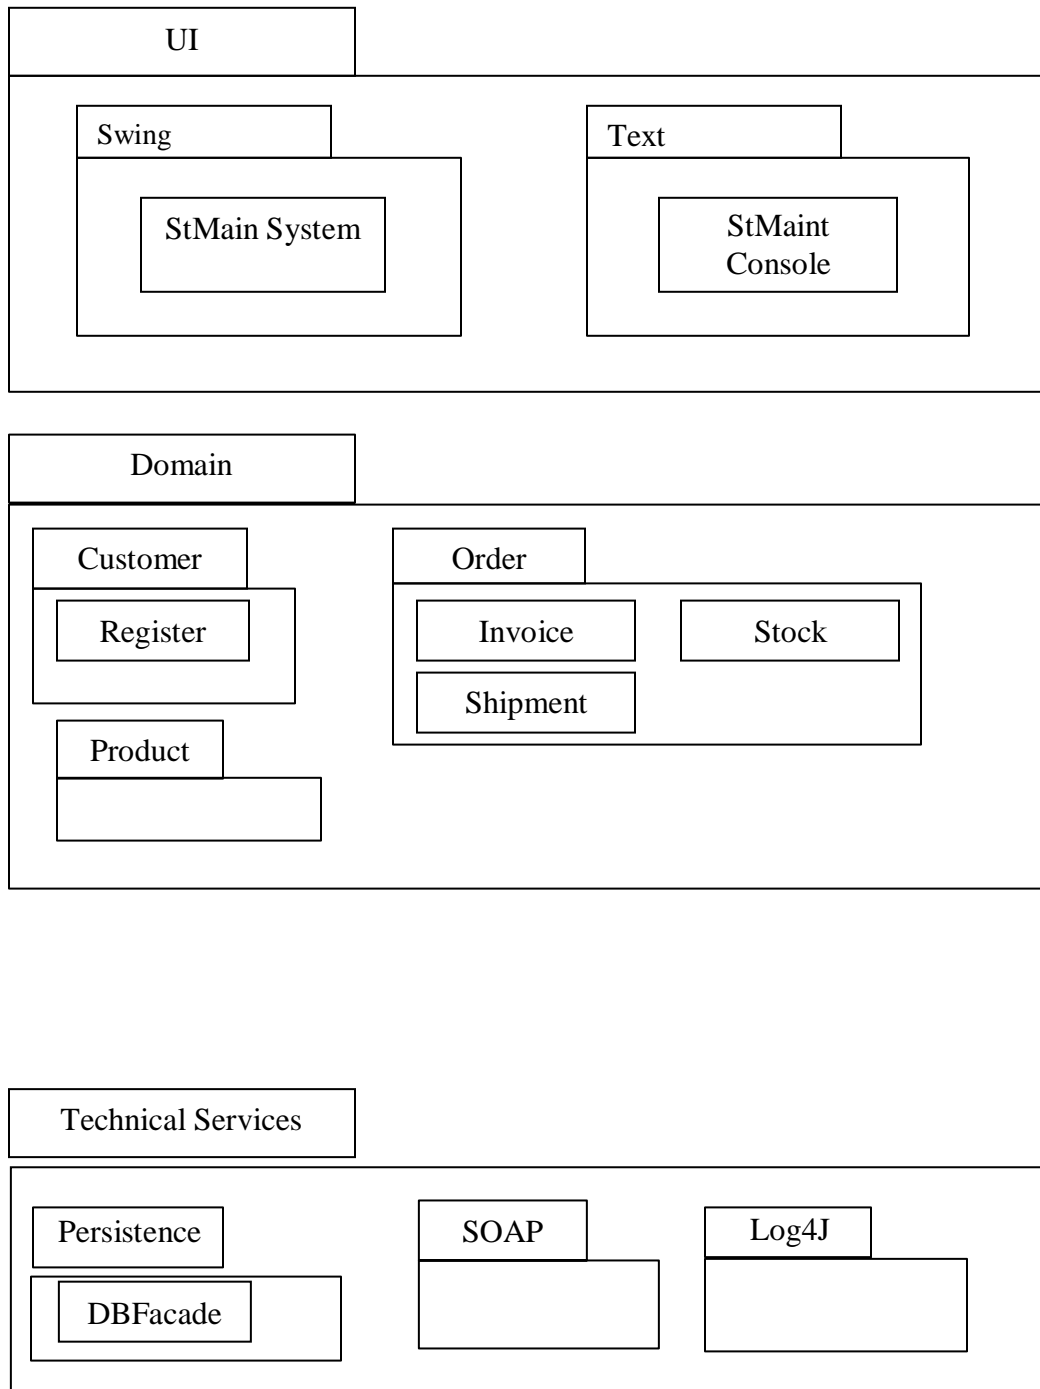 UI
Swing
Text
StMain System
StMaint
Console
Domain
Customer
Order
Register
Invoice
Stock
Shipment
Product
Technical Services
Persistence
SOAP
Log4J
DBFacade